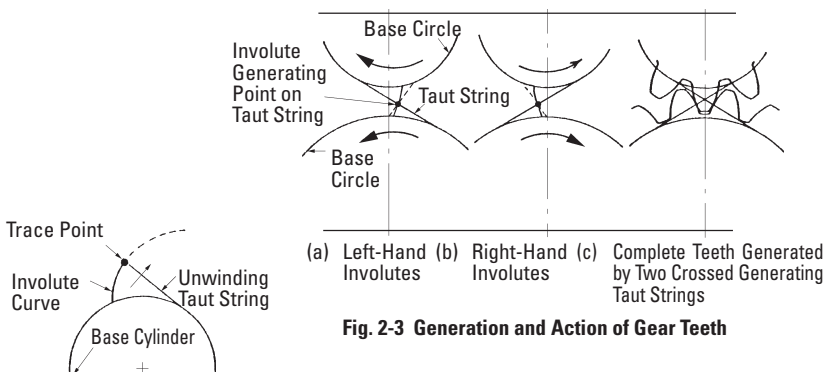 Base Circle
Involute
Generating
Point on
Taut String
Taut String
Base
Circle
(a) Left-Hand
Involutes
(b) Right-Hand
Involutes
(c) Complete Teeth Generated
by Two Crossed Generating
Taut Strings
Fig. 2-3 Generation and Action of Gear Teeth
Trace Point
Involute
Curve
Unwinding
Taut String
Base Cylinder